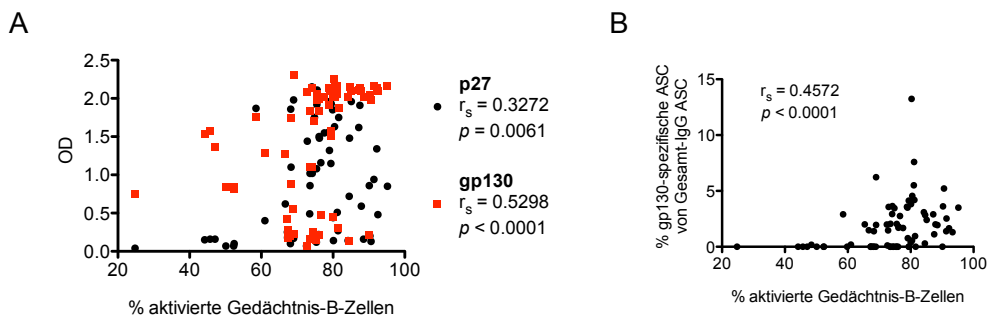 A
2.5
2.0
1.5
1.0
0.5
0.0
OD
20
40
60
80
100
% aktivierte Gedächtnis-B-Zellen
p27
rs = 0.3272
p = 0.0061
gp130
rs = 0.5298
p < 0.0001
B
15
10
5
0
% gp130-spezifische ASC
von Gesamt-IgG ASC
rs = 0.4572
p < 0.0001
20
40
60
80
100
% aktivierte Gedächtnis-B-Zellen